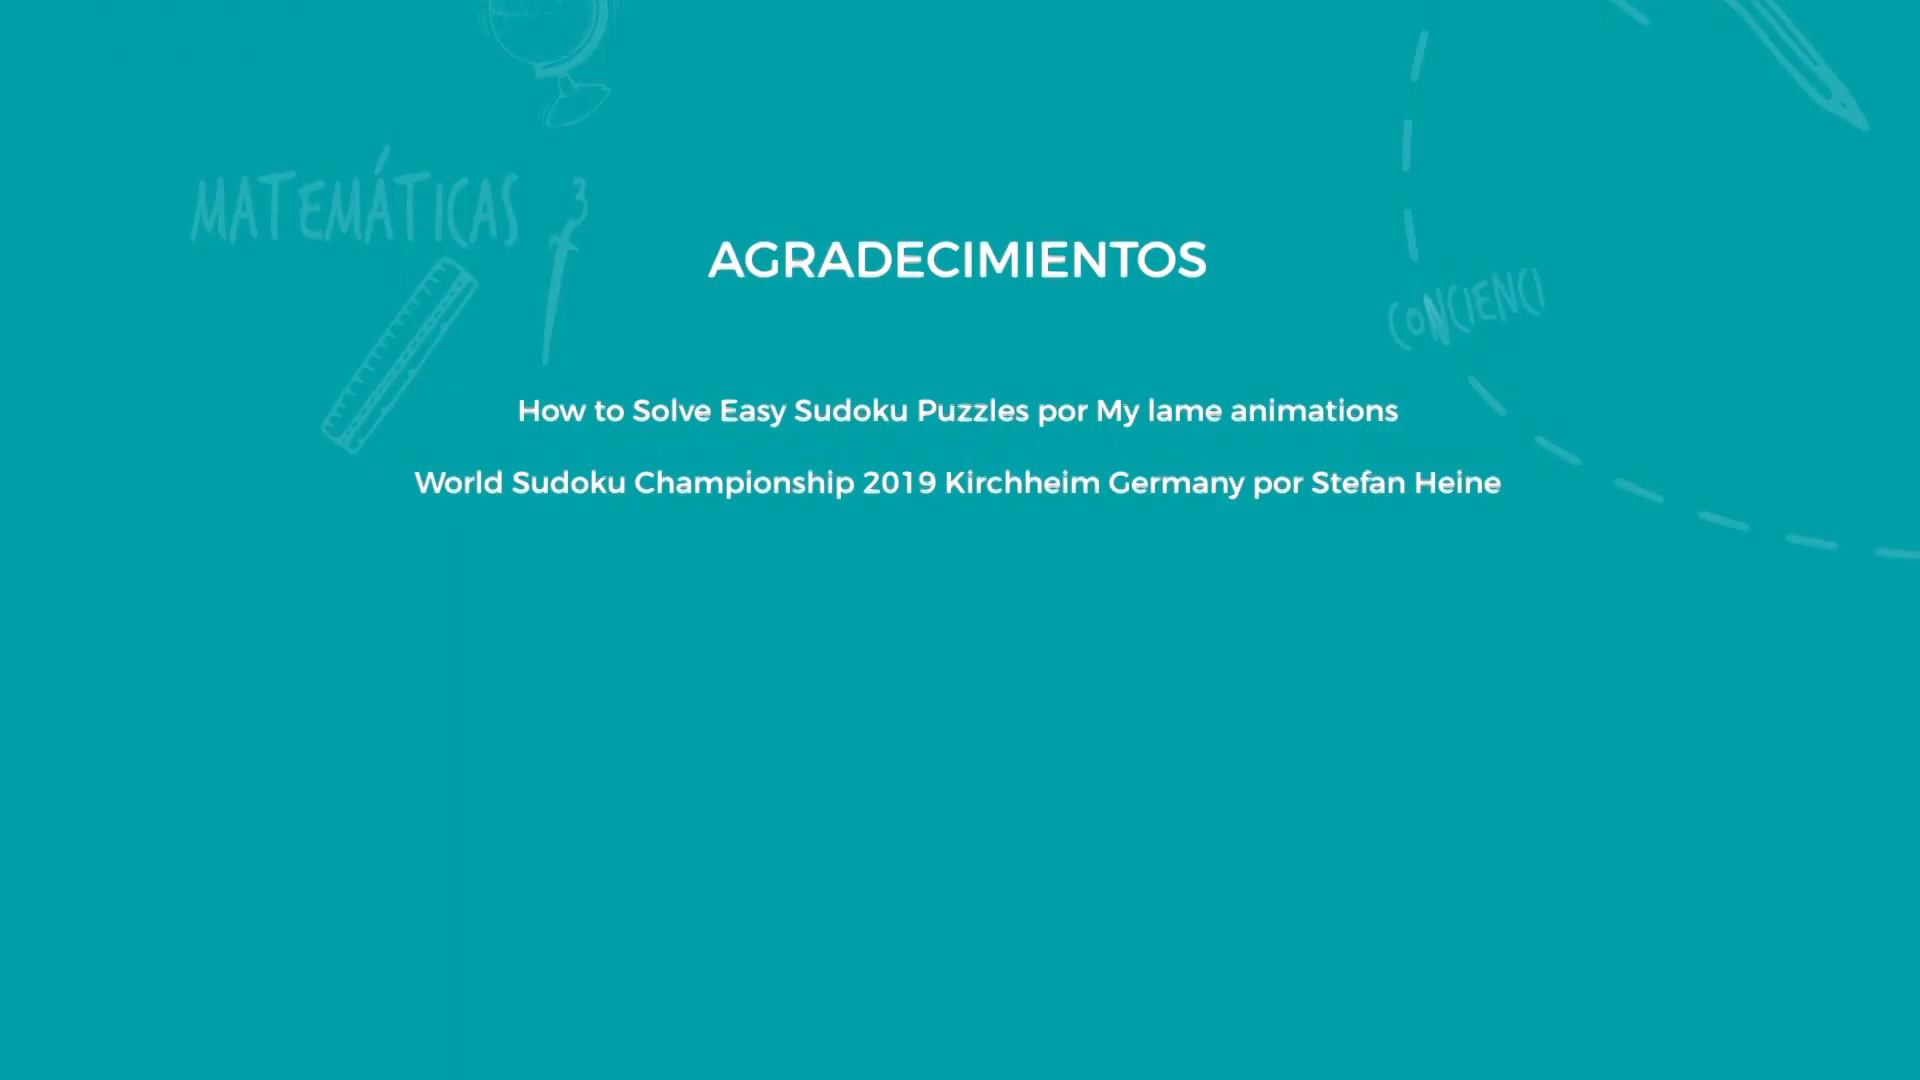 MATEMÁTICAS
AGRADECIMIENTOS
CONCIENCI
How to Solve Easy Sudoku Puzzles por My lame animations
World Sudoku Championship 2019 Kirchheim Germany por Stefan Heine